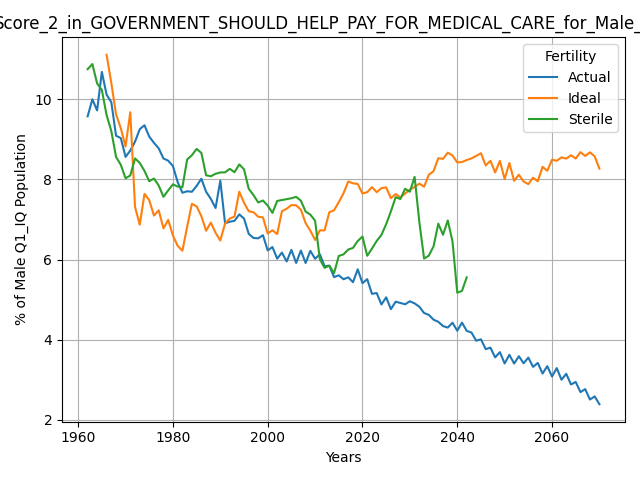 Score_2_in_GOVERNMENT_SHOULD_HELP_PAY_FOR_MEDICAL_CARE_for_Male_
Fertility
Actual
Ideal
Sterile
% of Male Q1_IQ Population
10
8
6
4
2
1960 1980 2000 2020 2040 2060
Years